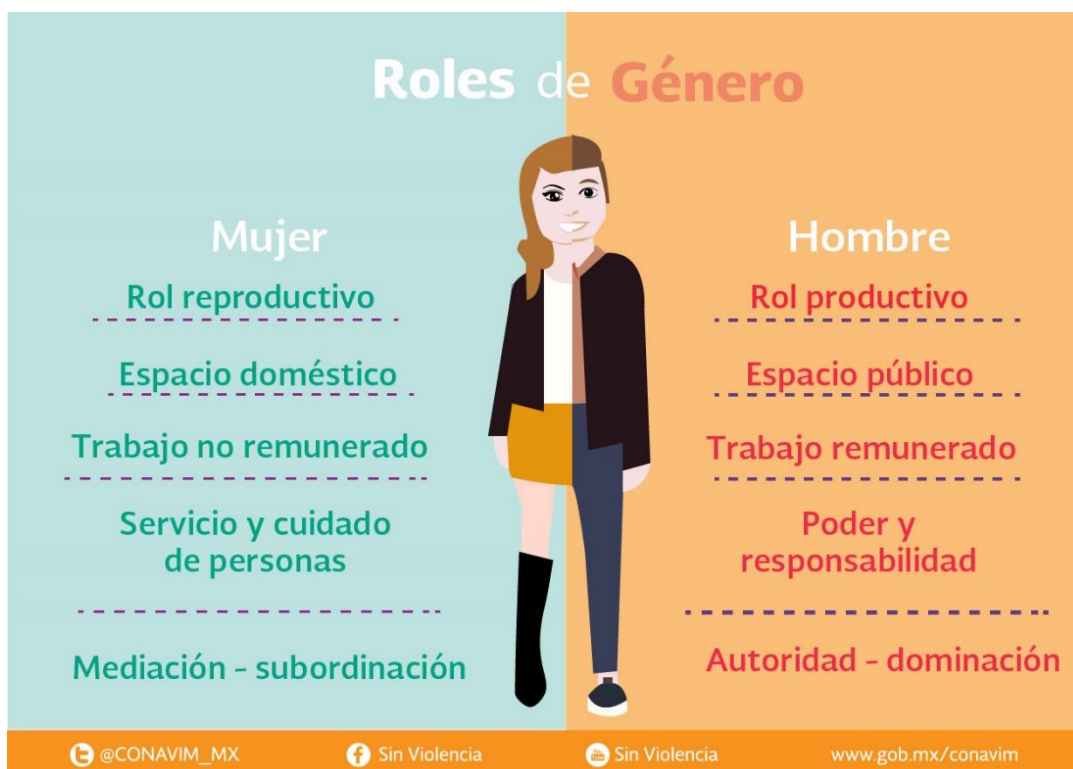 Roles de Género
Mujer
Rol reproductivo
Espacio doméstico
Trabajo no remunerado
Servicio y cuidado
de personas
Mediación - subordinación
Hombre
Rol productivo
Espacio público
Trabajo remunerado
Poder y
responsabilidad
Autoridad - dominación
@CONAVIM_MX
Sin Violencia
Sin Violencia
www.gob.mx/conavim